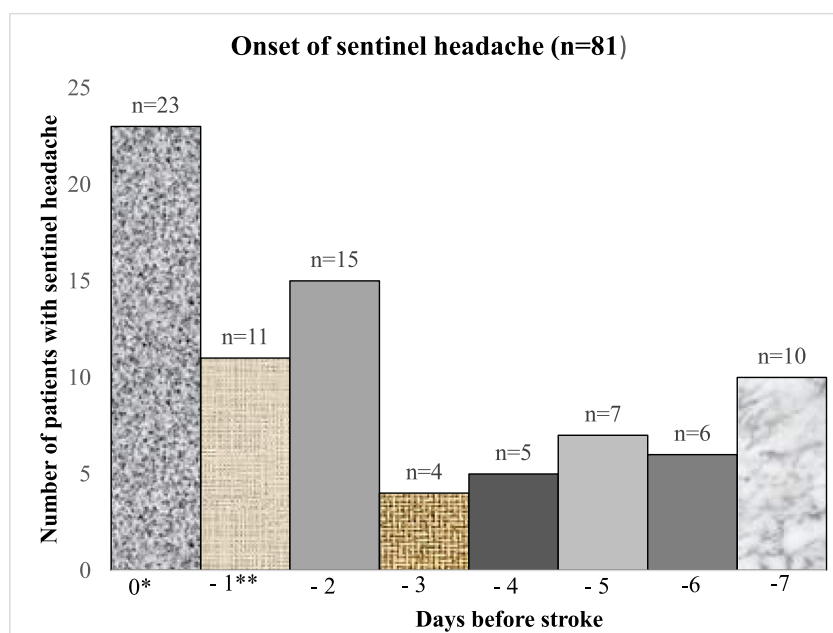 Onset of sentinel headache (n=81)
Number of patients with sentinel headache
25
20
15
10
5
0
n=23
n=11
n=15
n=4
n=5
n=7
n=6
n=10
0* - 1** - 2 - 3 - 4 - 5 -6 -7
Days before stroke